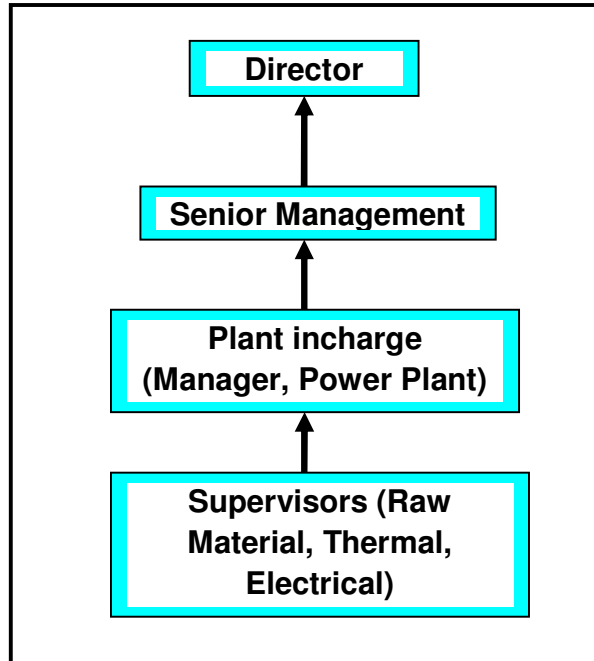 Director
Senior Management
Plant incharge
(Manager, Power Plant)
Supervisors (Raw
Material, Thermal,
Electrical)